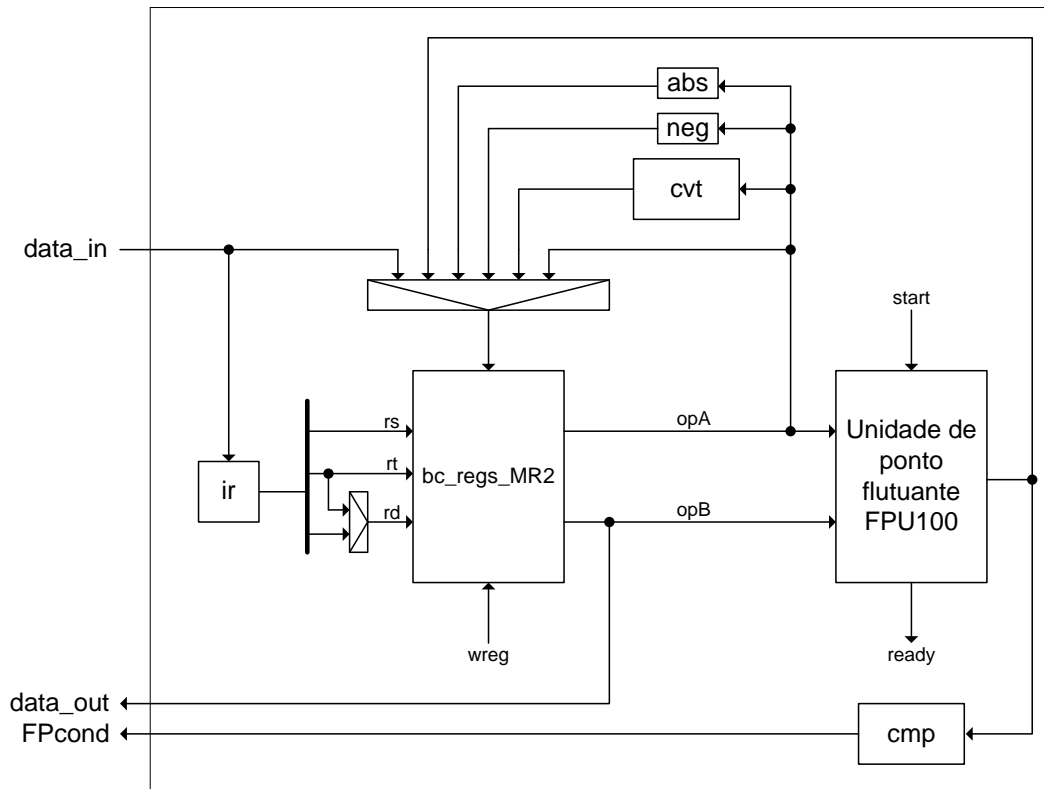 abs
neg
cvt
data_in
start
rs
opA
Unidade de
ponto
flutuante
FPU100
ir
rt
bc_regs_MR2
rd
opB
wreg
ready
data_out
FPcond
cmp